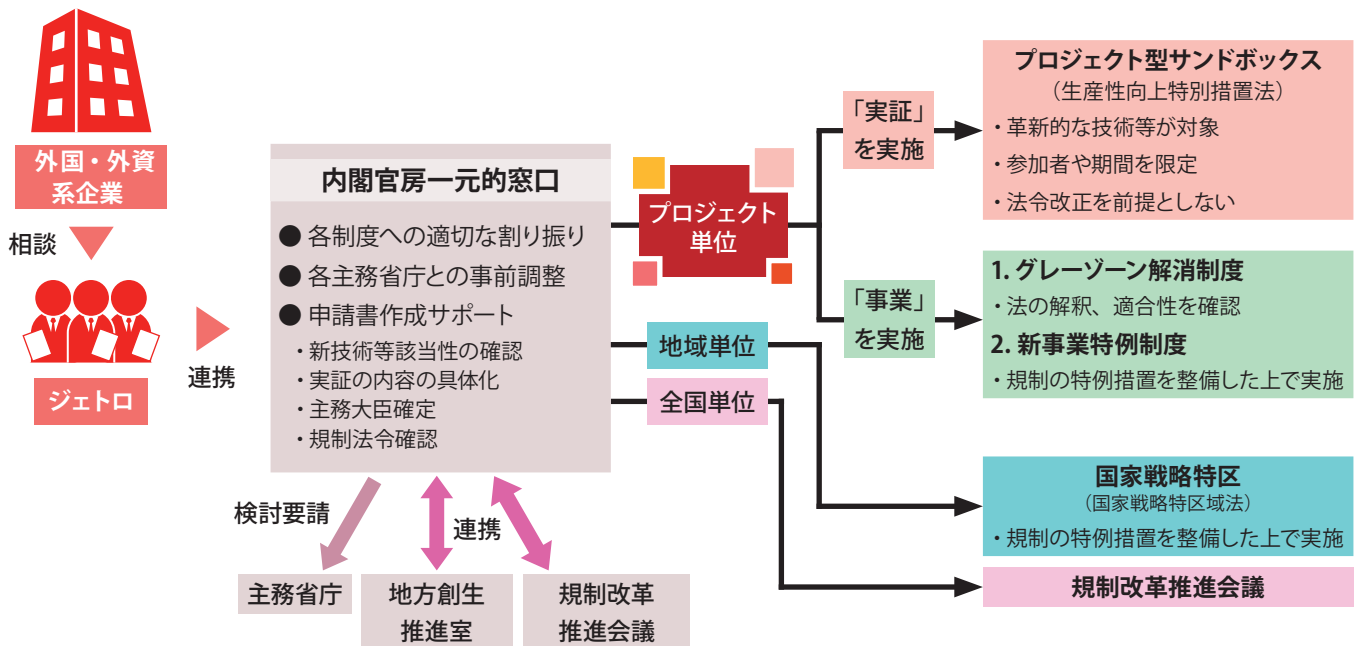 外国・外資
系企業
相談
ジェトロ
連携
内閣官房一元的窓口
● 各制度への適切な割り振り
● 各主務省庁との事前調整
● 申請書作成サポート
・新技術等該当性の確認
・実証の内容の具体化
・主務大臣確定
・規制法令確認
検討要請
連携
主務省庁
地方創生
推進室
規制改革
推進会議
プロジェクト
単位
地域単位
全国単位
「実証」
を実施
「事業」
を実施
プロジェクト型サンドボックス
（生産性向上特別措置法）
・革新的な技術等が対象
・参加者や期間を限定
・法令改正を前提としない
1. グレーゾーン解消制度
・法の解釈、適合性を確認
2. 新事業特例制度
・規制の特例措置を整備した上で実施
国家戦略特区
（国家戦略特区域法）
・規制の特例措置を整備した上で実施
規制改革推進会議